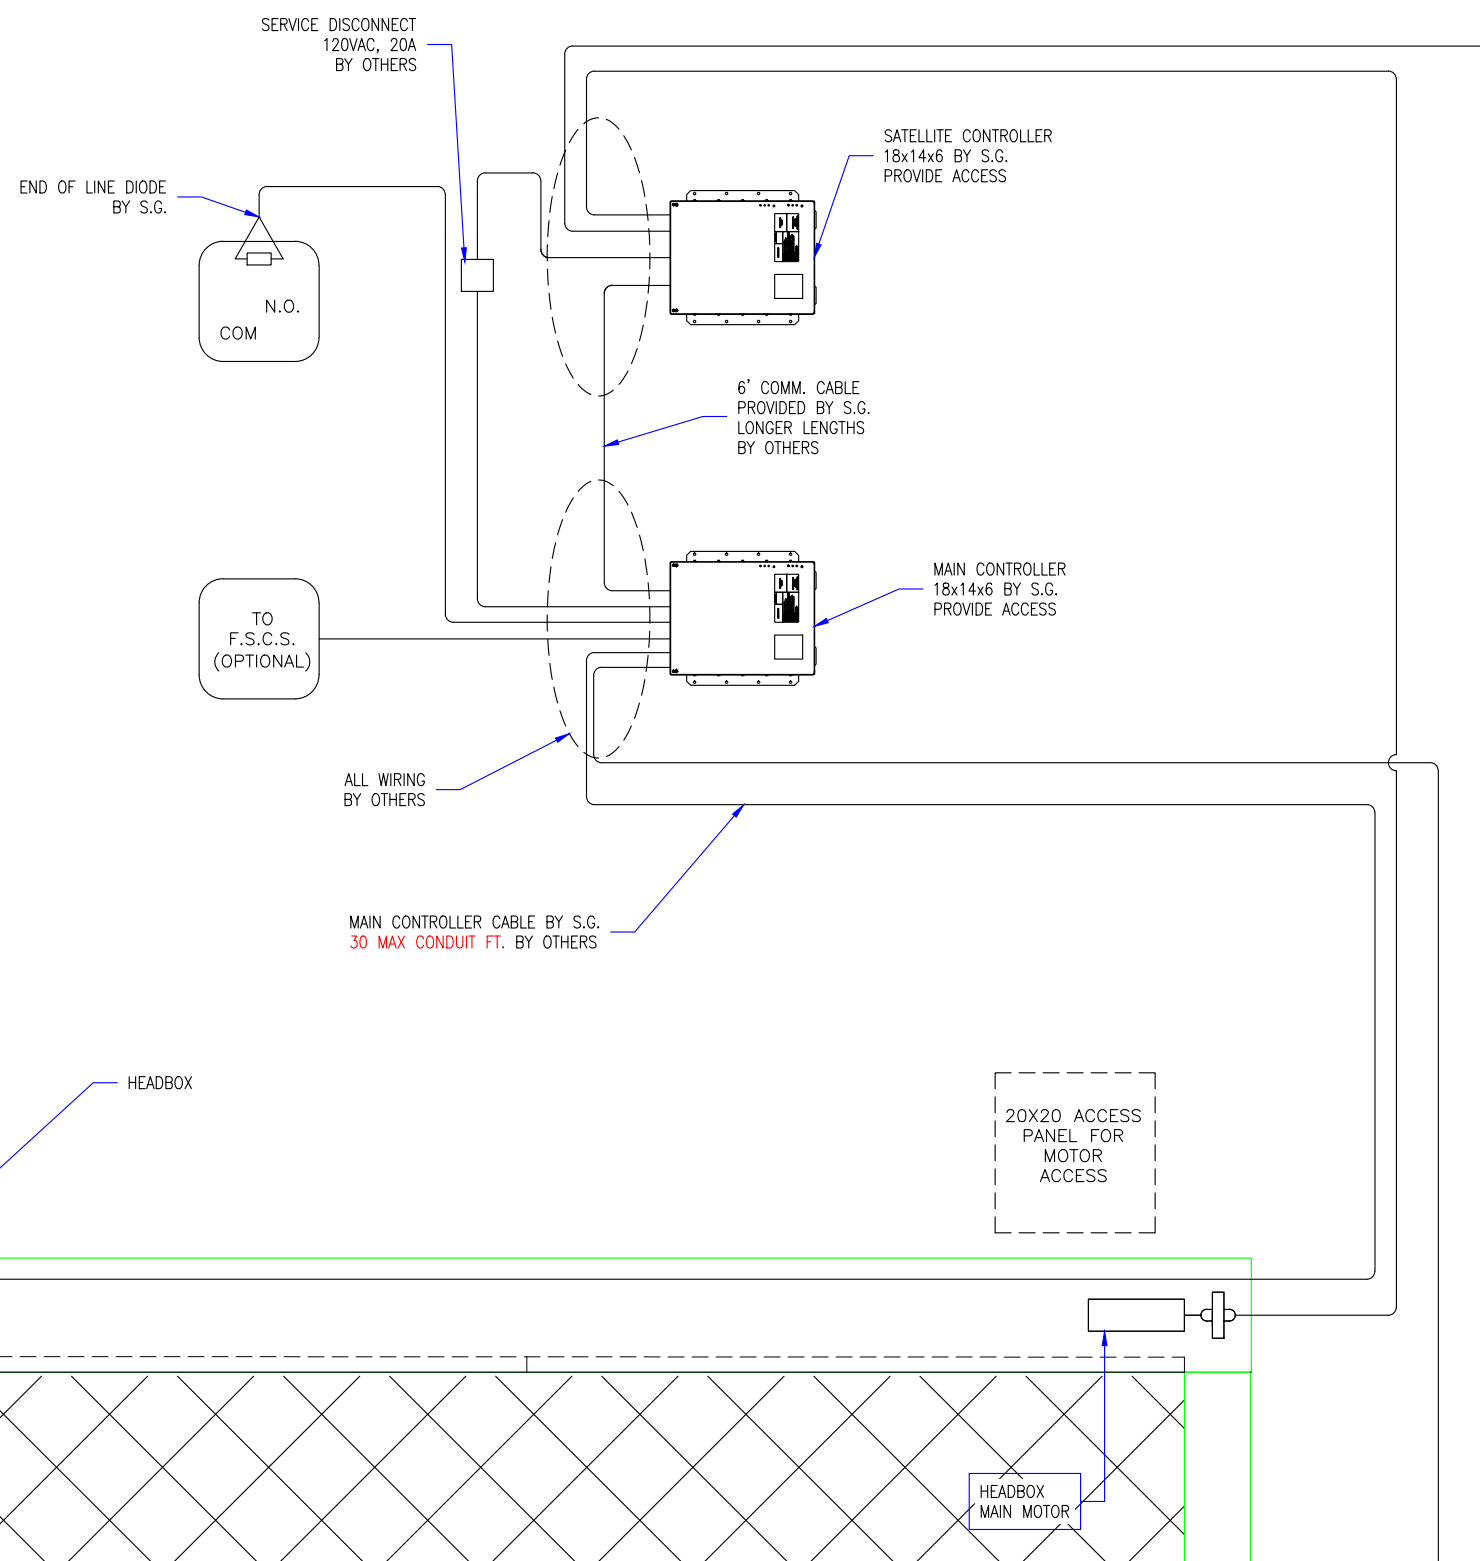 SERVICE DISCONNECT
120VAC, 20A
BY OTHERS
SATELLITE CONTROLLER
18x14x6 BY S.G.
PROVIDE ACCESS
END OF LINE DIODE
BY S.G.
N.O.
COM
6' COMM. CABLE
PROVIDED BY S.G.
LONGER LENGTHS
BY OTHERS
MAIN CONTROLLER
18x14x6 BY S.G.
PROVIDE ACCESS
TO
F.S.C.S.
(OPTIONAL)
ALL WIRING
BY OTHERS
MAIN CONTROLLER CABLE BY S.G.
30 MAX CONDUIT FT. BY OTHERS
HEADBOX
20X20 ACCESS
PANEL FOR
MOTOR
ACCESS
HEADBOX
MAIN MOTOR